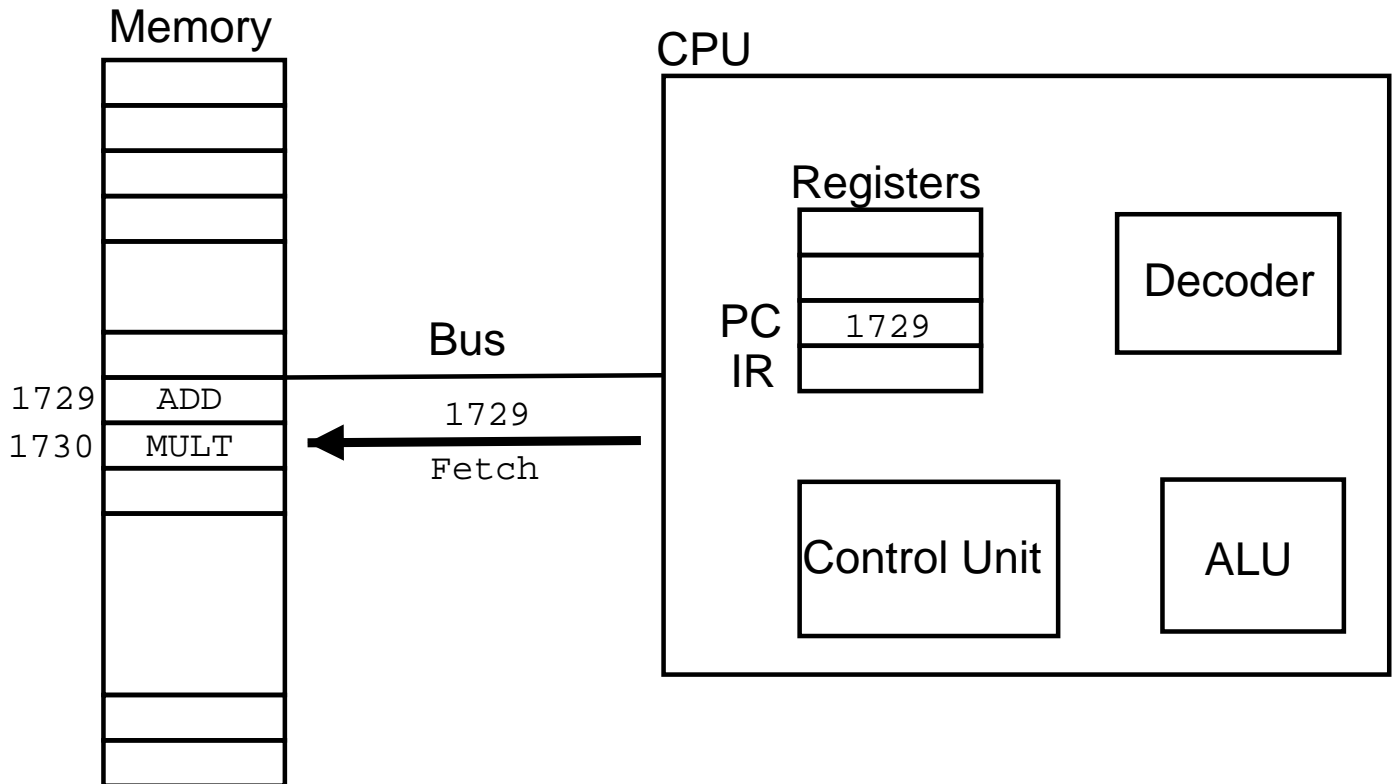 Memory
CPU
Registers
Decoder
PC 1729
IR
Bus
1729 ADD
1730 MULT
1729
Fetch
Control Unit
ALU